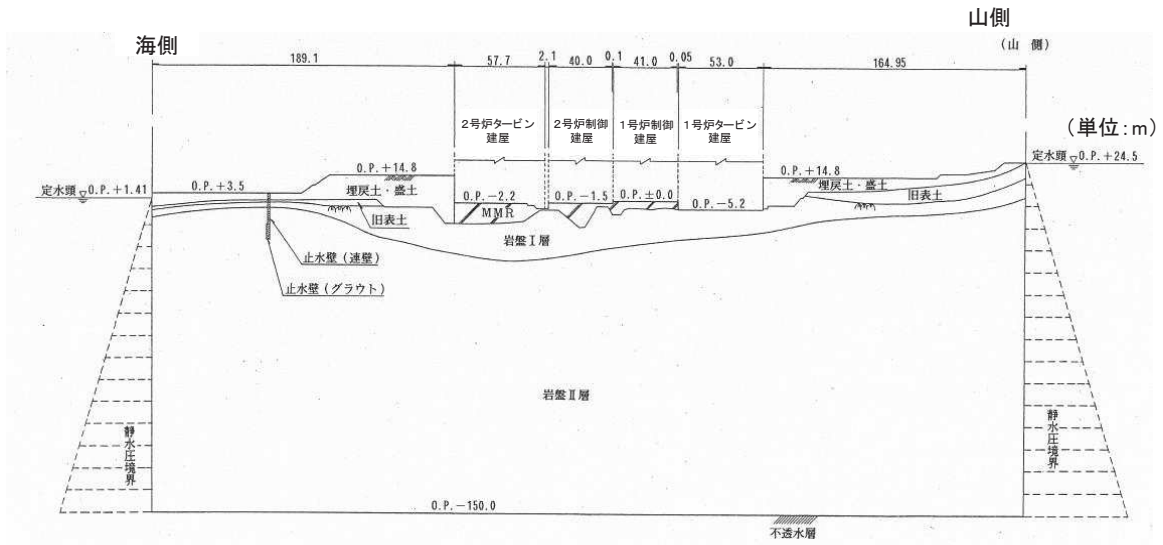 山側
海側
(山 側)
189.1
57.7
2.1
40.0
0.1
41.0
0.05
53.0
164.95
2号炉タービン
建屋
2号炉制御
建屋
1号炉制御
建屋
1号炉タービン
建屋
(単位:m)
定水頭 O.P.+24.5
O.P.+14.8
O.P.+14.8
定水頭 O.P.+1.41
O.P.+3.5
埋戻土・盛土
埋戻土・盛土
O.P.-2.2
O.P.-1.5
O.P.±0.0
O.P.-5.2
MMR
旧表土
旧表土
岩盤Ⅰ層
止水壁(連壁)
止水壁(グラウト)
岩盤Ⅱ層
静水圧境界
静水圧境界
O.P.-150.0
不透水層